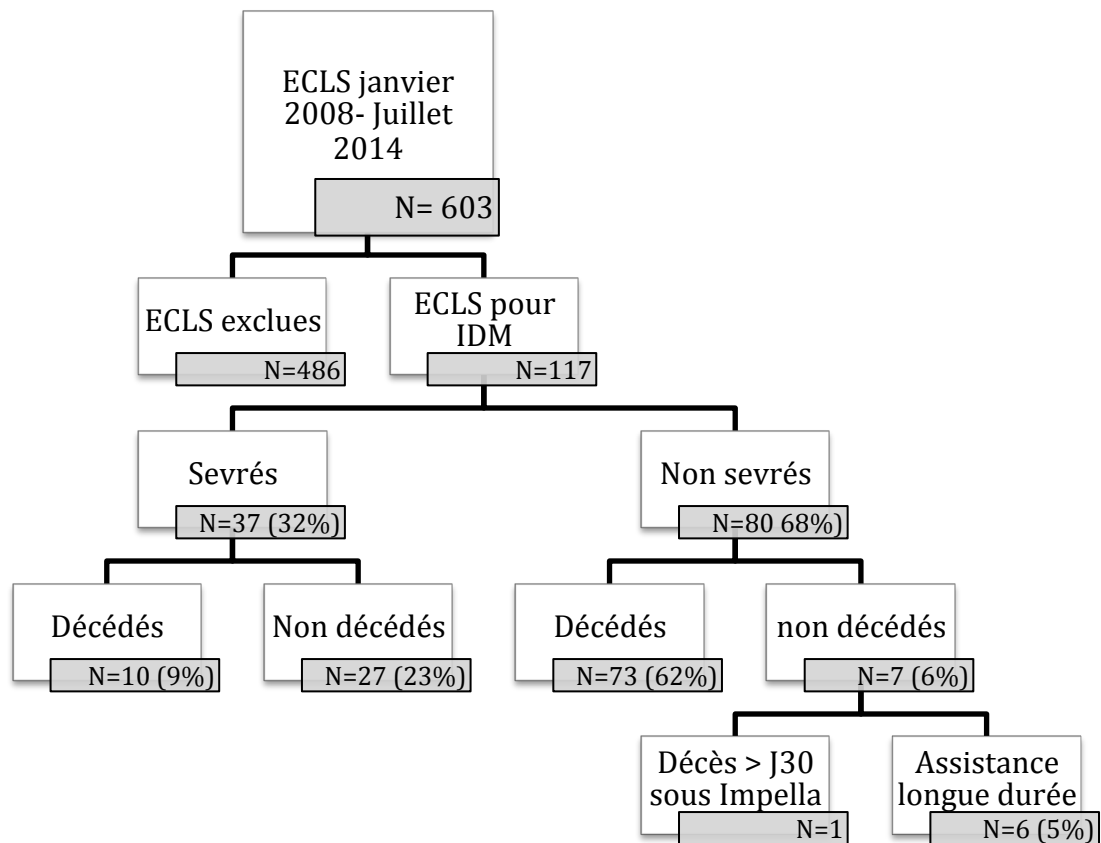 ECLS janvier
2008- Juillet
2014
N= 603
ECLS exclues
N=486
ECLS pour
IDM
N=117
Sevrés
N=37 (32%)
Non sevrés
N=80 68%)
Décédés
N=10 (9%)
Non décédés
N=27 (23%)
Décédés
N=73 (62%)
non décédés
N=7 (6%)
Décès > J30
sous Impella
N=1
Assistance
longue durée
N=6 (5%)